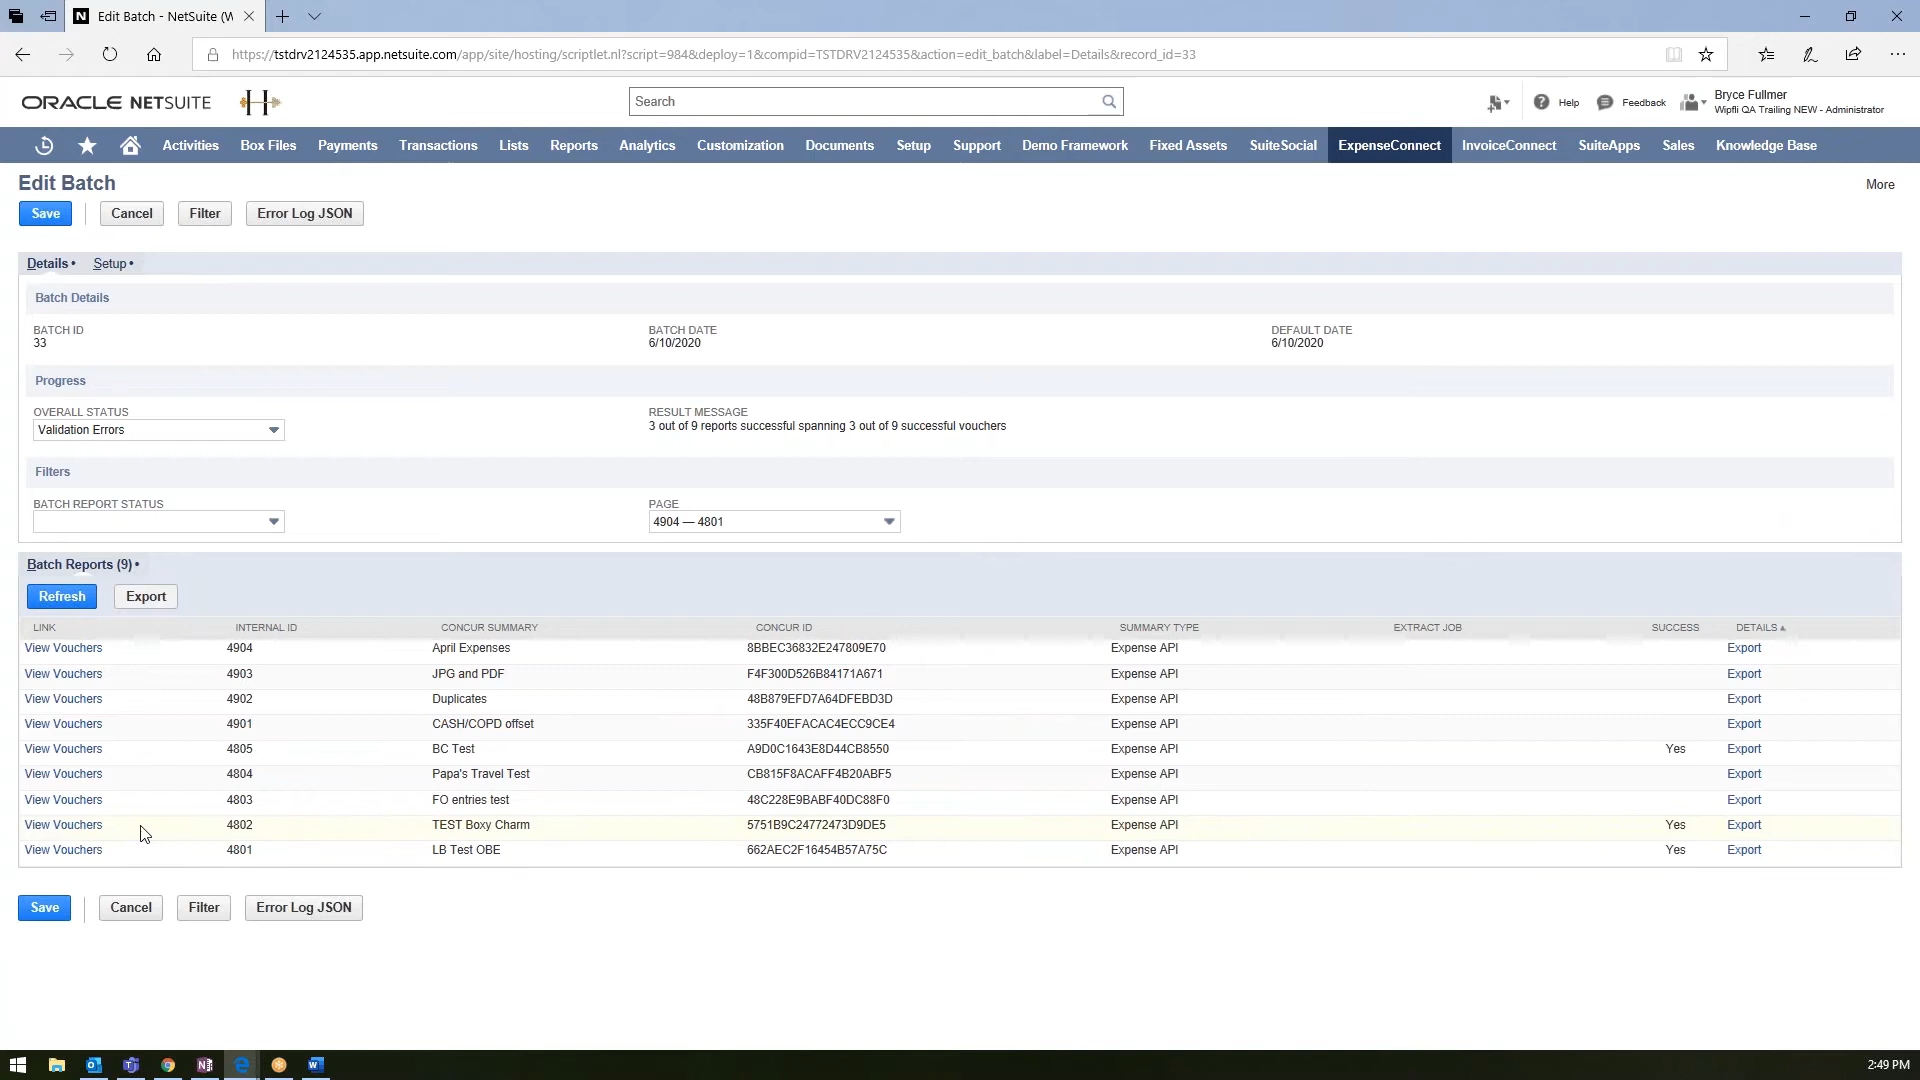 Edit Batch - NetSuite (W
https://tstdrv2124535.app.netsuite.com/app/site/hosting/scriptlet.nl?script=984&deploy=1&compid=TSTDRV2124535&action=edit_batch&label=Details&record_id=33
ORACLE NETSUITE
Search
Help
Feedback
Bryce Fullmer
Wipfli QA Trailing NEW - Administrator
Activities Box Files Payments Transactions Lists Reports Analytics Customization Documents Setup Support Demo Framework Fixed Assets SuiteSocial ExpenseConnect InvoiceConnect SuiteApps Sales Knowledge Base
Edit Batch
More
Save Cancel Filter Error Log JSON
Details • Setup •
Batch Details
BATCH ID BATCH DATE DEFAULT DATE
33 6/10/2020 6/10/2020
Progress
OVERALL STATUS RESULT MESSAGE
Validation Errors 3 out of 9 reports successful spanning 3 out of 9 successful vouchers
Filters
BATCH REPORT STATUS PAGE
4904 — 4801
Batch Reports (9) •
Refresh Export
LINK INTERNAL ID CONCUR SUMMARY CONCUR ID SUMMARY TYPE EXTRACT JOB SUCCESS DETAILS
View Vouchers 4904 April Expenses 8BBEC36832E247809E70 Expense API Export
View Vouchers 4903 JPG and PDF F4F300D526B84171A671 Expense API Export
View Vouchers 4902 Duplicates 48B879EFD7A64DFEBD3D Expense API Export
View Vouchers 4901 CASH/COPD offset 335F40EFACAC4ECC9CE4 Expense API Export
View Vouchers 4805 BC Test A9D0C1643E8D44CB8550 Expense API Yes Export
View Vouchers 4804 Papa's Travel Test CB815F8ACAFF4B20ABF5 Expense API Export
View Vouchers 4803 FO entries test 48C228E9BABF40DC88F0 Expense API Export
View Vouchers 4802 TEST Boxy Charm 5751B9C24772473D9DE5 Expense API Yes Export
View Vouchers 4801 LB Test OBE 662AEC2F16454B57A75C Expense API Yes Export
Save Cancel Filter Error Log JSON
2:49 PM